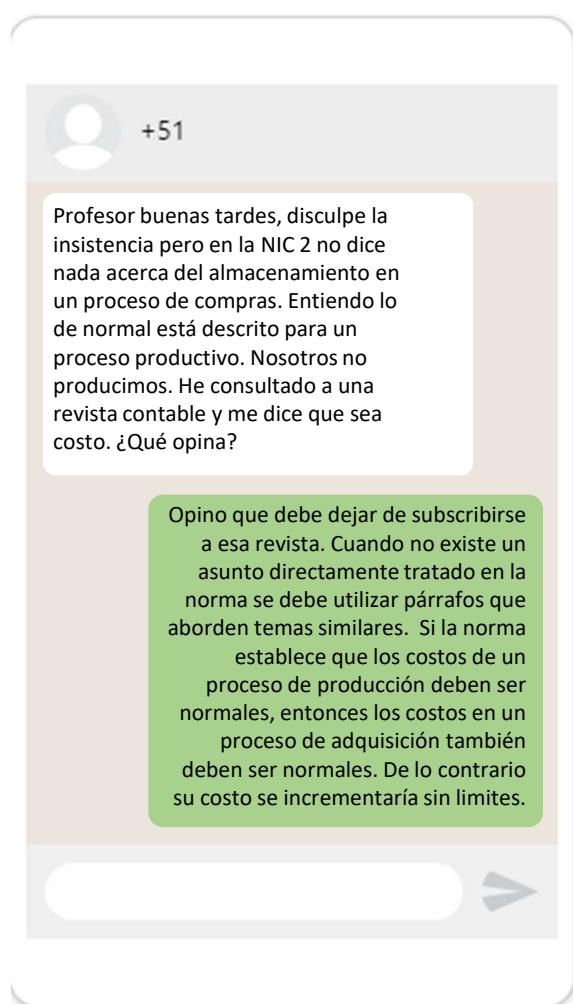 +51
Profesor buenas tardes, disculpe la
insistencia pero en la NIC 2 no dice
nada acerca del almacenamiento en
un proceso de compras. Entiendo lo
de normal está descrito para un
proceso productivo. Nosotros no
producimos. He consultado a una
revista contable y me dice que sea
costo. ¿Qué opina?
Opino que debe dejar de subscribirse
a esa revista. Cuando no existe un
asunto directamente tratado en la
norma se debe utilizar párrafos que
aborden temas similares.  Si la norma
establece que los costos de un
proceso de producción deben ser
normales, entonces los costos en un
proceso de adquisición también
deben ser normales. De lo contrario
su costo se incrementaría sin limites.